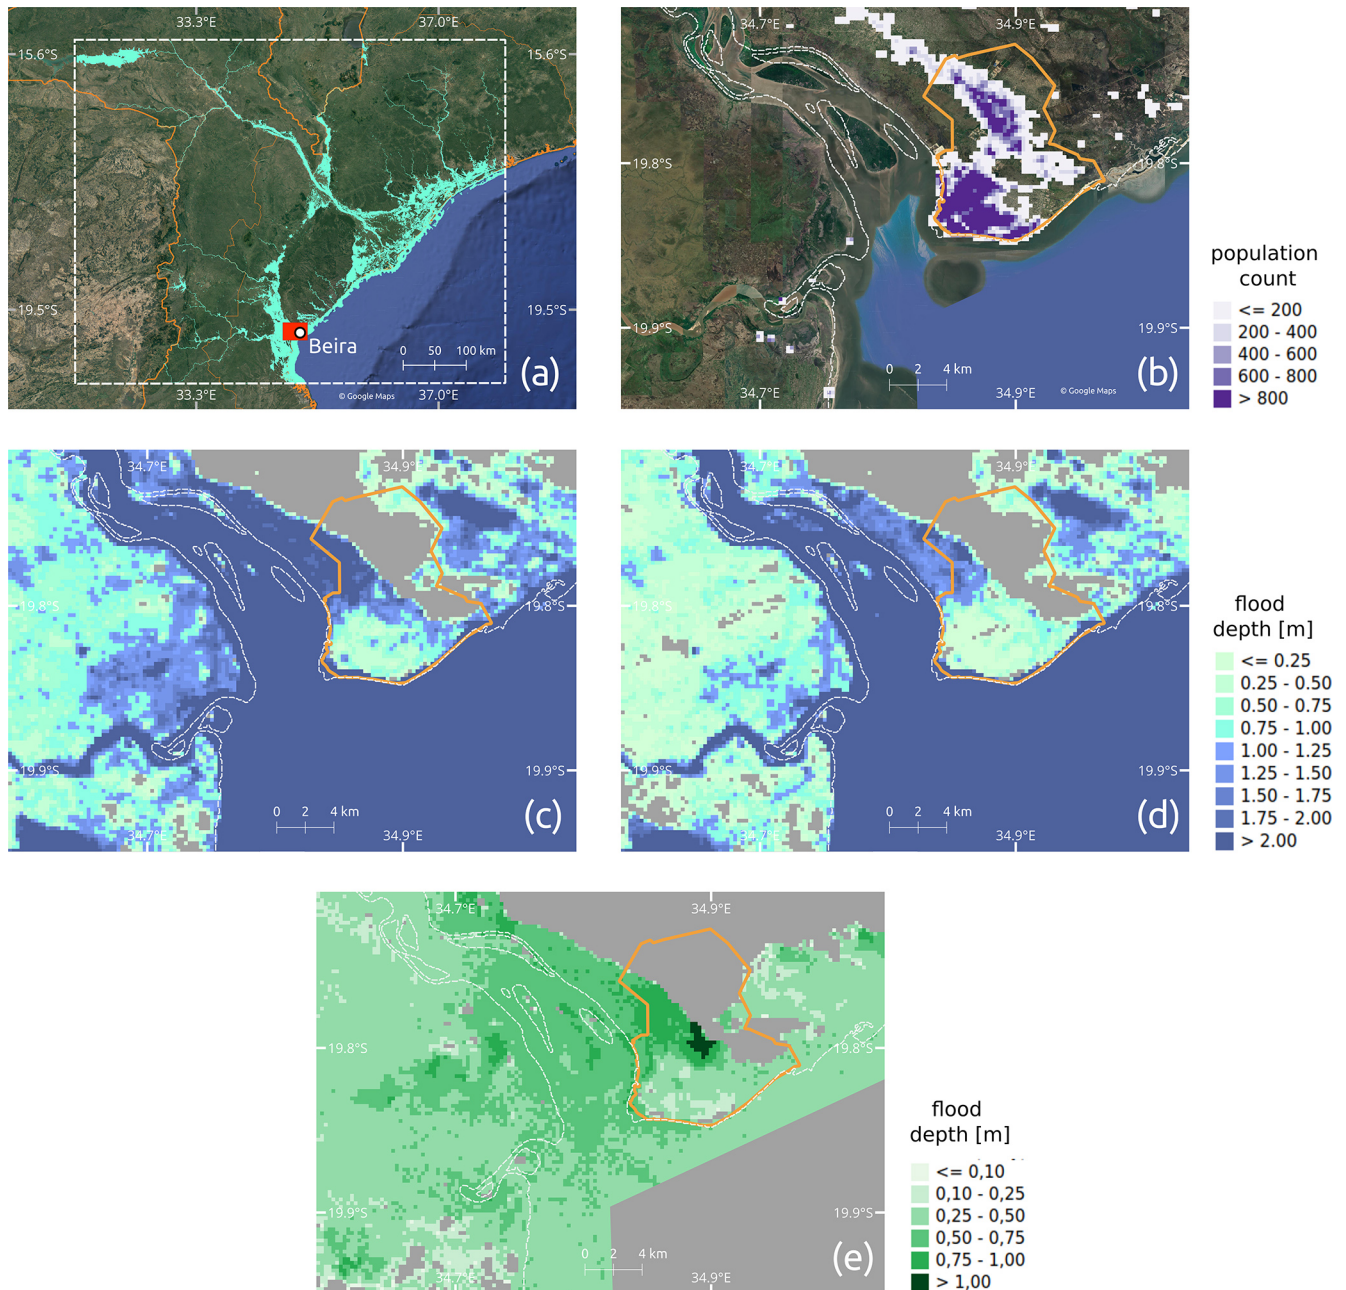 33.3°E 37.0°E
15.6°S 15.6°S
19.5°S 19.5°S
Beira
0 50 100 km
(a)
33.3°E 37.0°E
© Google Maps
34.7°E 34.9°E
19.8°S 19.8°S
19.9°S 19.9°S
0 2 4 km
(b)
34.7°E 34.9°E
© Google Maps
population
count
<= 200
200 - 400
400 - 600
600 - 800
> 800
34.7°E 34.9°E
19.8°S 19.8°S
19.9°S 19.9°S
0 2 4 km
(c)
34.7°E 34.9°E
34.7°E 34.9°E
19.8°S 19.8°S
19.9°S 19.9°S
0 2 4 km
(d)
34.7°E 34.9°E
flood
depth [m]
<= 0.25
0.25 - 0.50
0.50 - 0.75
0.75 - 1.00
1.00 - 1.25
1.25 - 1.50
1.50 - 1.75
1.75 - 2.00
> 2.00
34.7°E 34.9°E
19.8°S 19.8°S
19.9°S 19.9°S
0 2 4 km
(e)
34.7°E 34.9°E
flood
depth [m]
<= 0,10
0,10 - 0,25
0,25 - 0,50
0,50 - 0,75
0,75 - 1,00
> 1,00